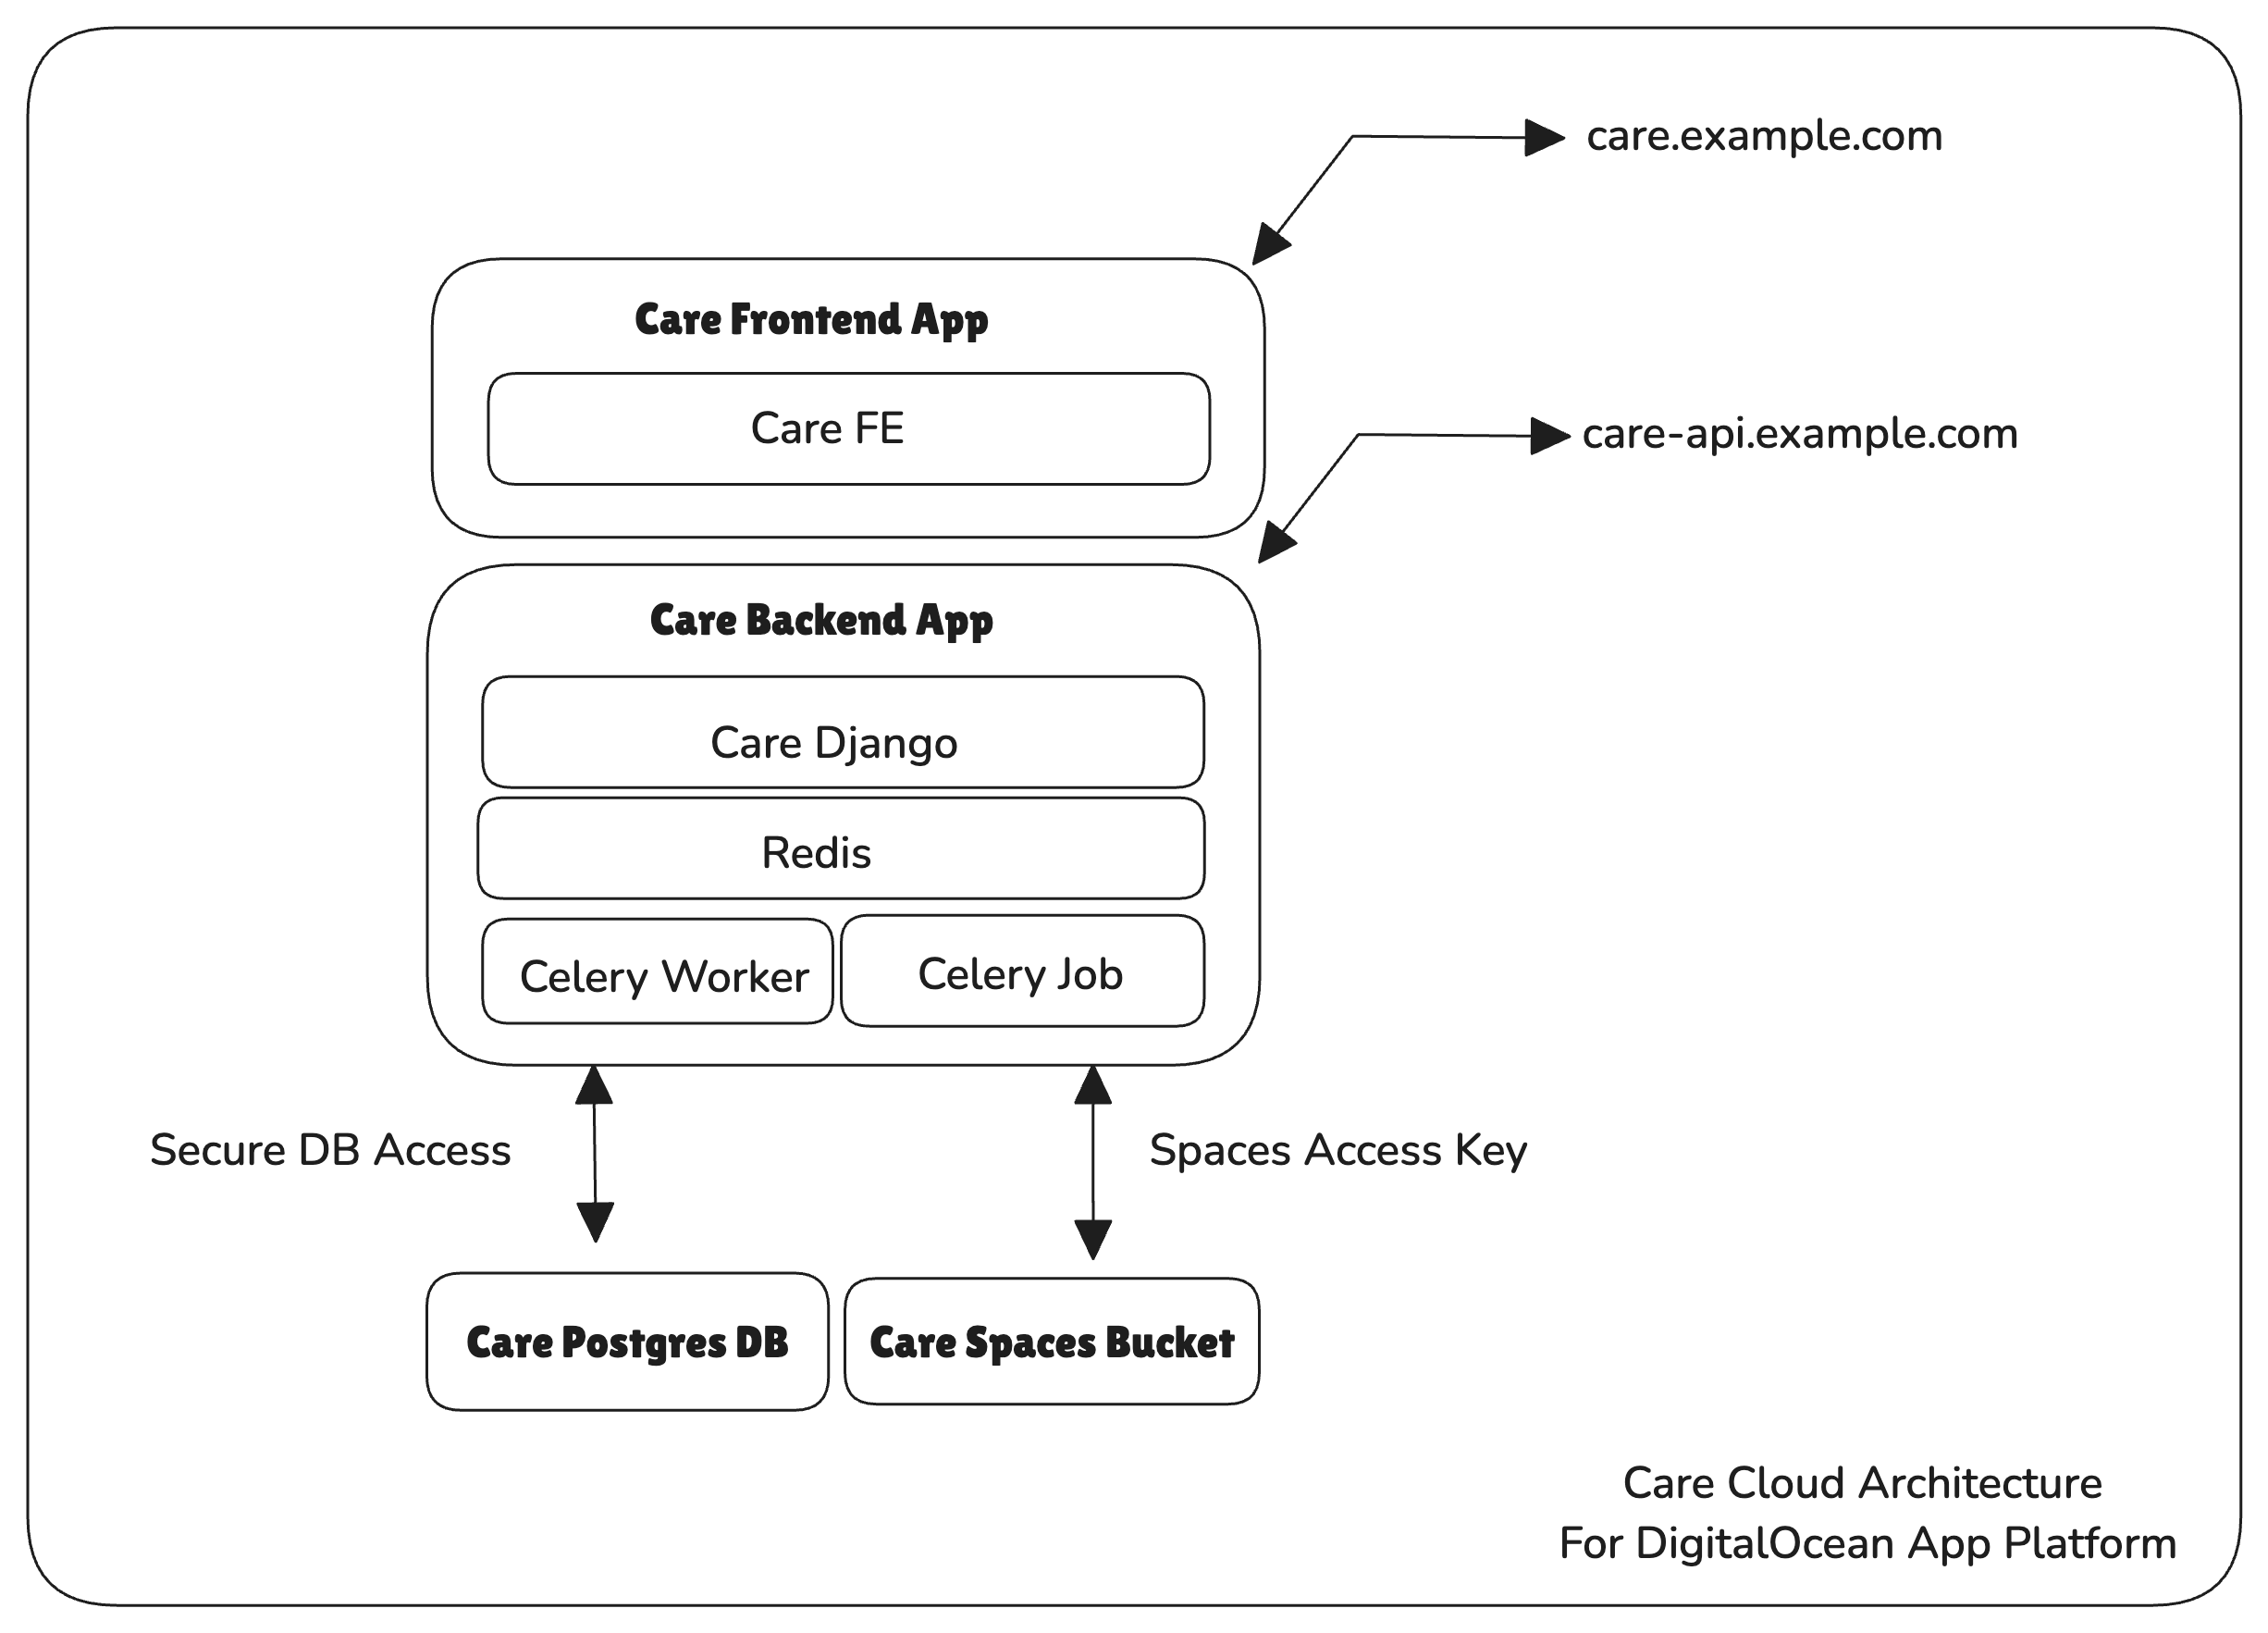 care.example.com
Care Frontend App
Care FE
care-api.example.com
Care Backend App
Care Django
Redis
Celery Worker
Celery Job
Secure DB Access
Spaces Access Key
Care Postgres DB
Care Spaces Bucket
Care Cloud Architecture
For DigitalOcean App Platform